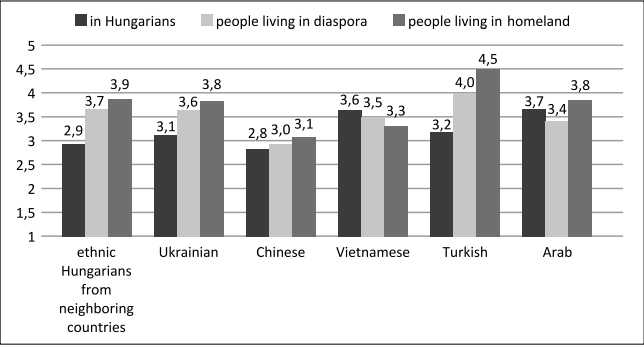 in Hungarians people living in diaspora people living in homeland
5
4,5
4
3,5
3
2,5
2
1,5
1
2,9 3,7 3,9
3,1 3,6 3,8
2,8 3,0 3,1
3,6 3,5 3,3
3,2 4,0 4,5
3,7 3,4 3,8
ethnic
Hungarians
from
neighboring
countries
Ukrainian
Chinese
Vietnamese
Turkish
Arab